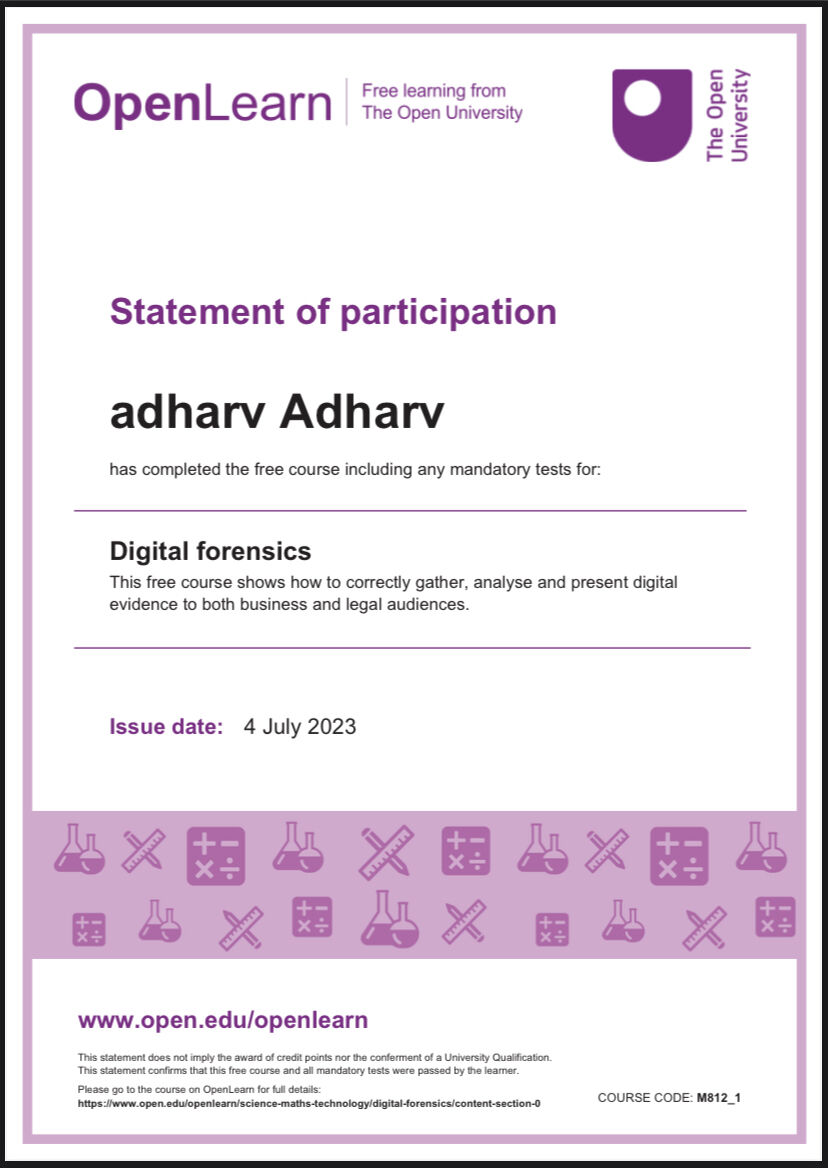 OpenLearn
Free learning from
The Open University
The Open
University
Statement of participation
adharv Adharv
has completed the free course including any mandatory tests for:
Digital forensics
This free course shows how to correctly gather, analyse and present digital
evidence to both business and legal audiences.
Issue date: 4 July 2023
www.open.edu/openlearn
This statement does not imply the award of credit points nor the conferment of a University Qualification.
This statement confirms that this free course and all mandatory tests were passed by the learner.
Please go to the course on OpenLearn for full details:
https://www.open.edu/openlearn/science-maths-technology/digital-forensics/content-section-0
COURSE CODE: M812_1